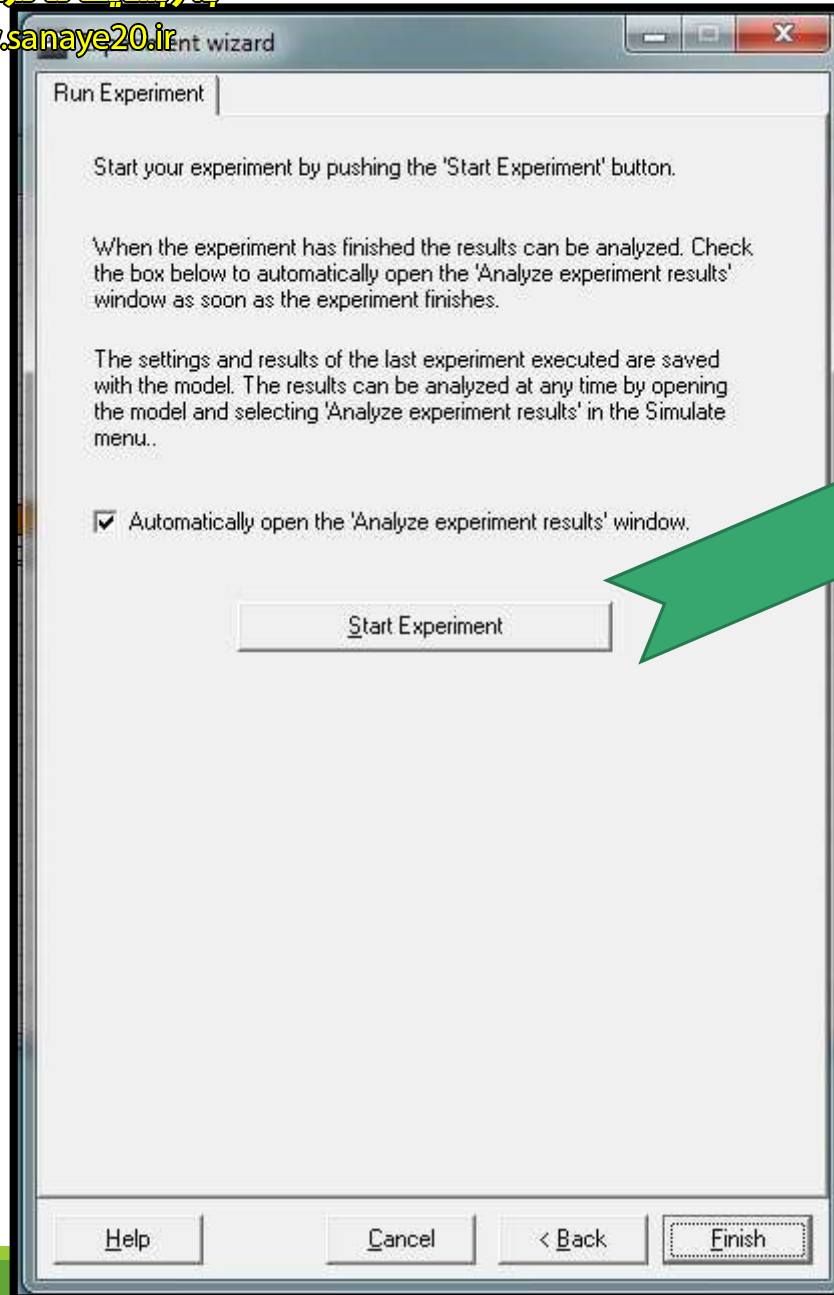 .sanaye20.ir
ent wizard
Run Experiment
Start your experiment by pushing the 'Start Experiment' button.
When the experiment has finished the results can be analyzed. Check
the box below to automatically open the 'Analyze experiment results'
window as soon as the experiment finishes.
The settings and results of the last experiment executed are saved
with the model. The results can be analyzed at any time by opening
the model and selecting 'Analyze experiment results' in the Simulate
menu..
Automatically open the 'Analyze experiment results' window.
Start Experiment
Help
Cancel
< Back
Finish